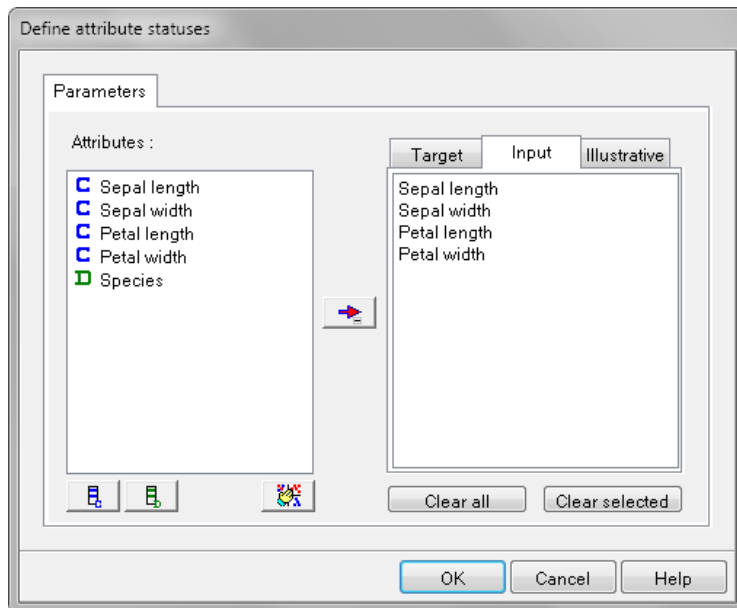 Define attribute statuses
Parameters
Attributes :
C Sepal length
C Sepal width
C Petal length
C Petal width
D Species
Target Input Illustrative
Sepal length
Sepal width
Petal length
Petal width
C D
Clear all Clear selected
OK Cancel Help